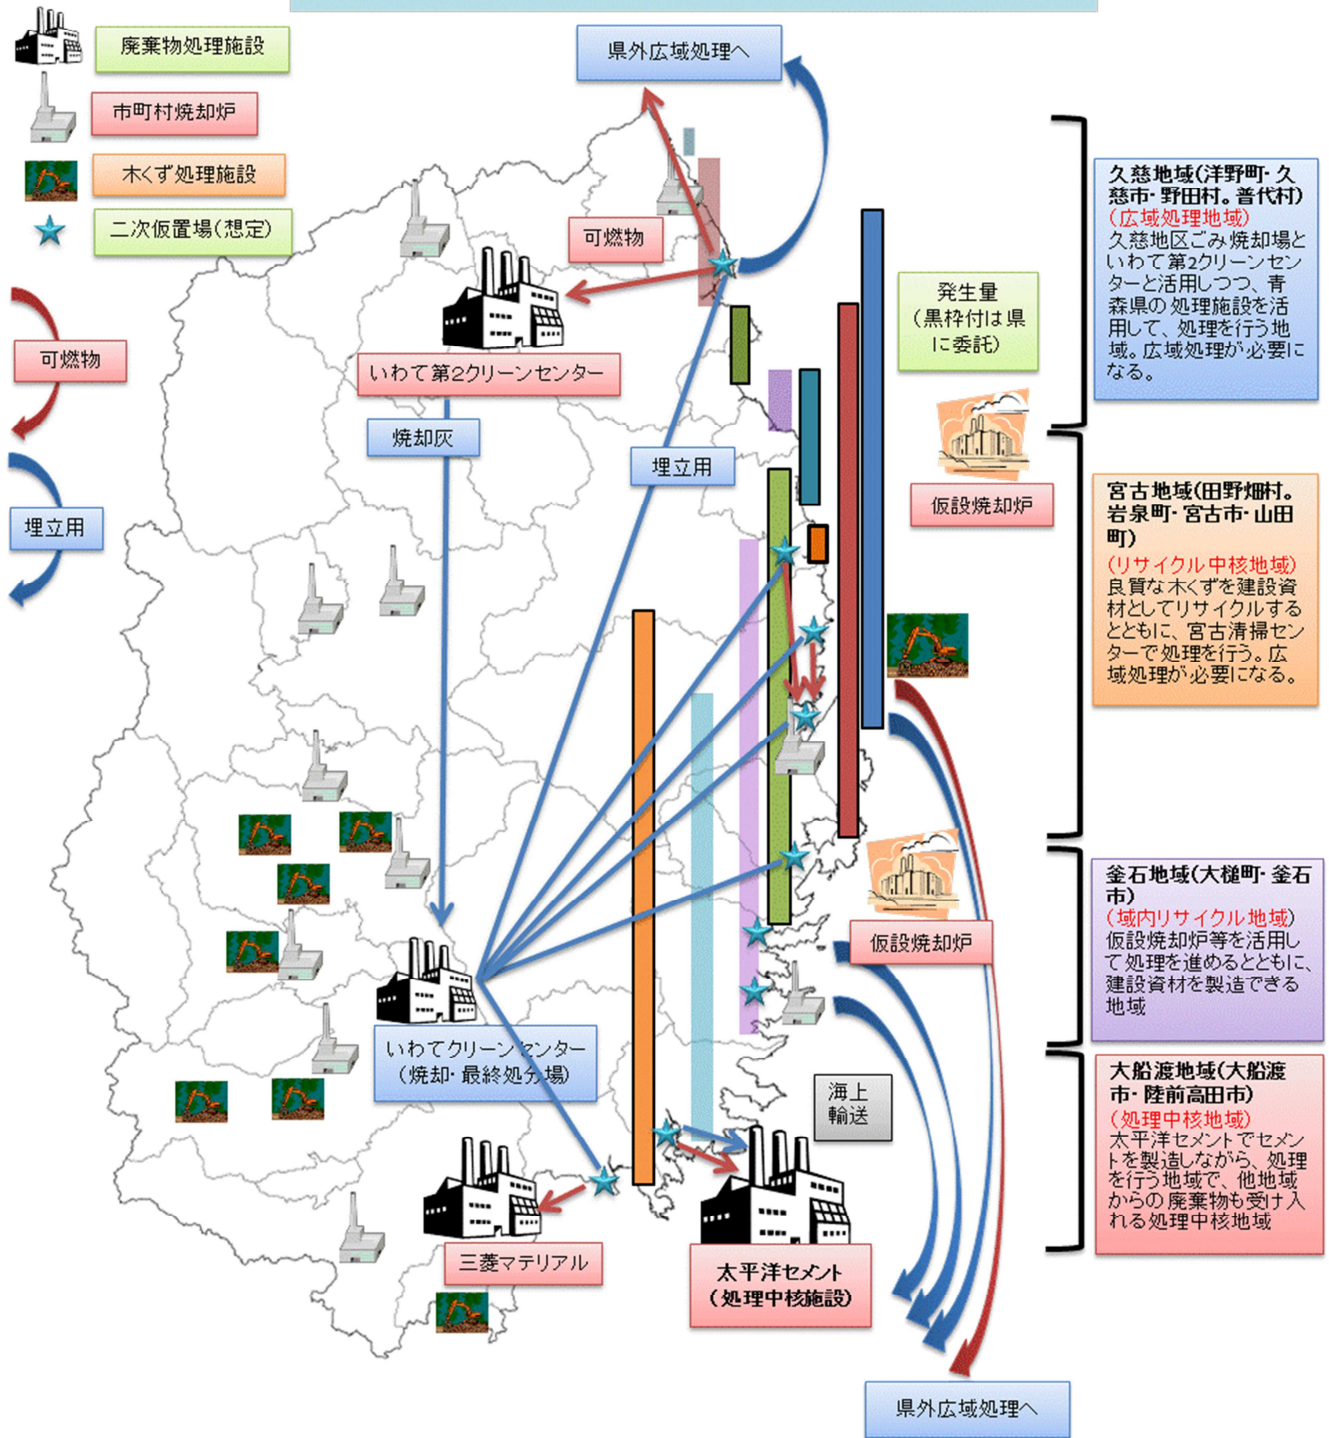 廃棄物処理施設
市町村焼却炉
木くず処理施設
二次仮置場(想定)
可燃物
埋立用
県外広域処理へ
可燃物
いわて第2クリーンセンター
焼却灰
埋立用
発生量
(黒枠付は県
に委託)
仮設焼却炉
仮設焼却炉
いわてクリーンセンター
(焼却・最終処分場)
海上
輸送
三菱マテリアル
太平洋セメント
(処理中核施設)
県外広域処理へ
久慈地域(洋野町・久
慈市・野田村。普代村)
(広域処理地域)
久慈地区ごみ焼却場と
いわて第2クリーンセン
ターと活用しつつ、青
森県の処理施設を活
用して、処理を行う地
域。広域処理が必要に
なる。
宮古地域(田野畑村。
岩泉町・宮古市・山田
町)
(リサイクル中核地域)
良質な木くずを建設資
材としてリサイクルする
とともに、宮古清掃セン
ターで処理を行う。広
域処理が必要になる。
釜石地域(大槌町・釜石
市)
(域内リサイクル地域)
仮設焼却炉等を活用し
て処理を進めるとともに、
建設資材を製造できる
地域
大船渡地域(大船渡
市・陸前高田市)
(処理中核地域)
太平洋セメントでセメン
トを製造しながら、処理
を行う地域で、他地域
からの廃棄物も受け入
れる処理中核地域